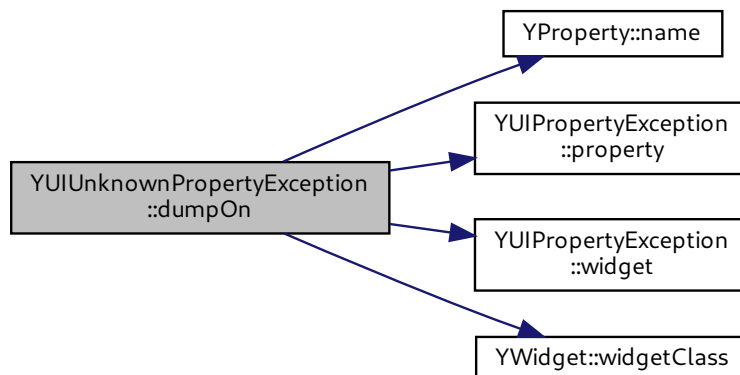 YProperty::name
YUIPropertyException
::property
YUIUnknownPropertyException
::dumpOn
YUIPropertyException
::widget
YWidget::widgetClass